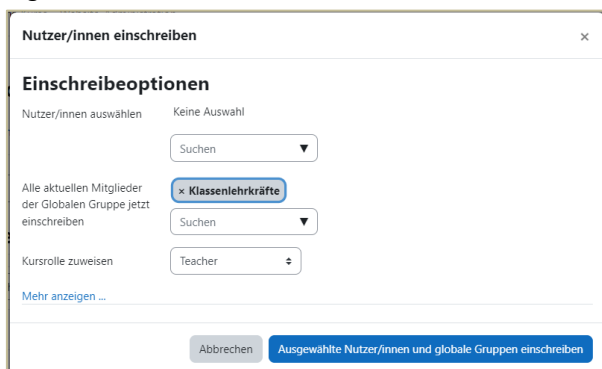 Nutzer/innen einschreiben ×
Einschreibeoptionen
Nutzer/innen auswählen Keine Auswahl
Suchen ▼
Alle aktuellen Mitglieder
der Globalen Gruppe jetzt
einschreiben
× Klassenlehrkräfte
Suchen ▼
Kursrolle zuweisen Teacher
Mehr anzeigen ...
Abbrechen Ausgewählte Nutzer/innen und globale Gruppen einschreiben